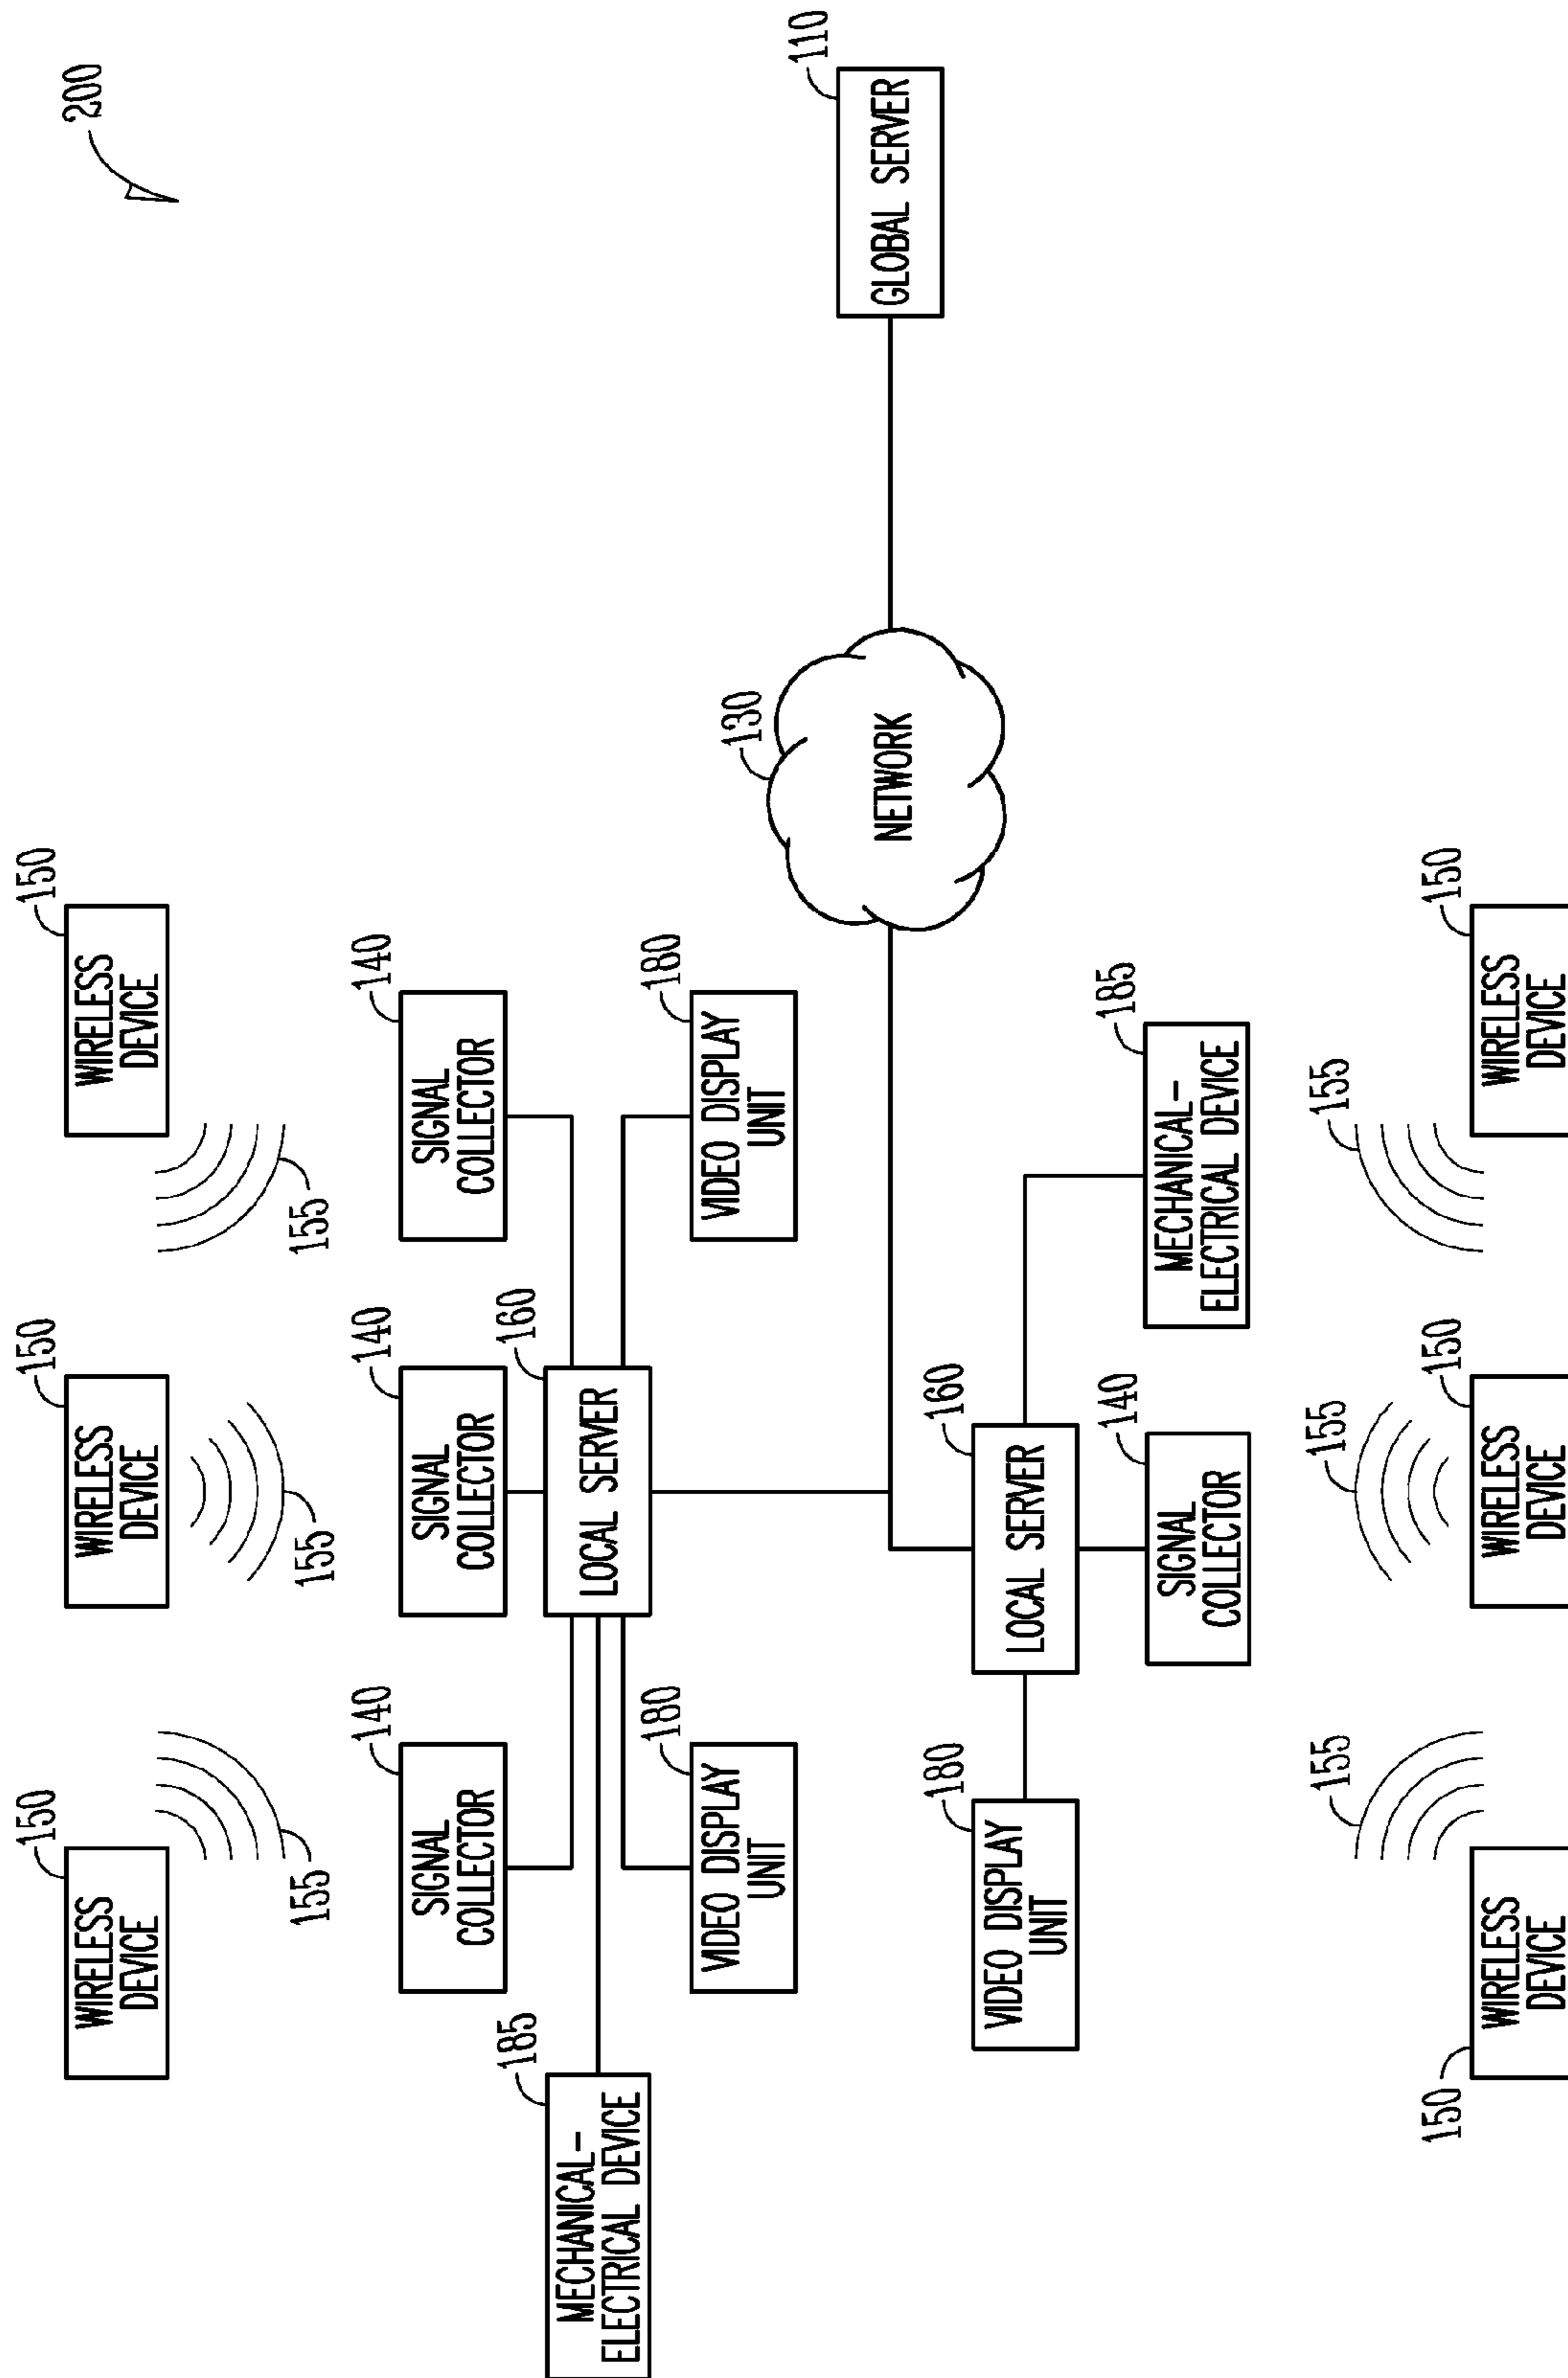 200
150
WIRELESS
DEVICE
155
150
WIRELESS
DEVICE
155
150
WIRELESS
DEVICE
155
140
SIGNAL
COLLECTOR
140
SIGNAL
COLLECTOR
140
SIGNAL
COLLECTOR
185
MECHANICAL-
ELECTRICAL DEVICE
160
LOCAL SERVER
180
VIDEO DISPLAY
UNIT
180
VIDEO DISPLAY
UNIT
130
NETWORK
110
GLOBAL SERVER
180
VIDEO DISPLAY
UNIT
160
LOCAL SERVER
140
SIGNAL
COLLECTOR
185
MECHANICAL-
ELECTRICAL DEVICE
155
150
WIRELESS
DEVICE
155
150
WIRELESS
DEVICE
155
150
WIRELESS
DEVICE